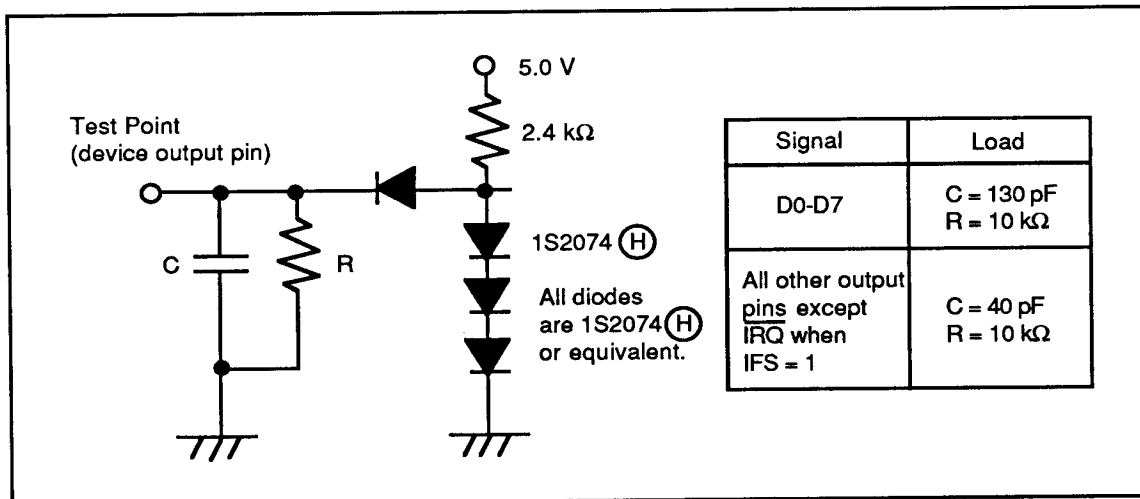 5.0 V
2.4 kΩ
Test Point
(device output pin)
C
R
1S2074 Ⓗ
All diodes
are 1S2074 Ⓗ
or equivalent.
Signal
Load
D0-D7
C = 130 pF
R = 10 kΩ
All other output
pins except
I̅R̅Q̅ when
IFS = 1
C = 40 pF
R = 10 kΩ